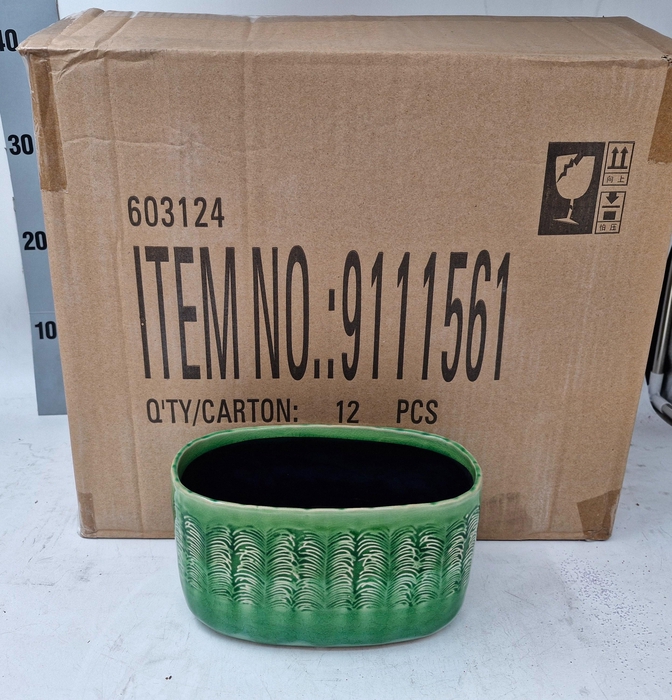 40
30
20
10
603124
向上
怕压
ITEM NO.:9111561
Q'TY/CARTON: 12 PCS